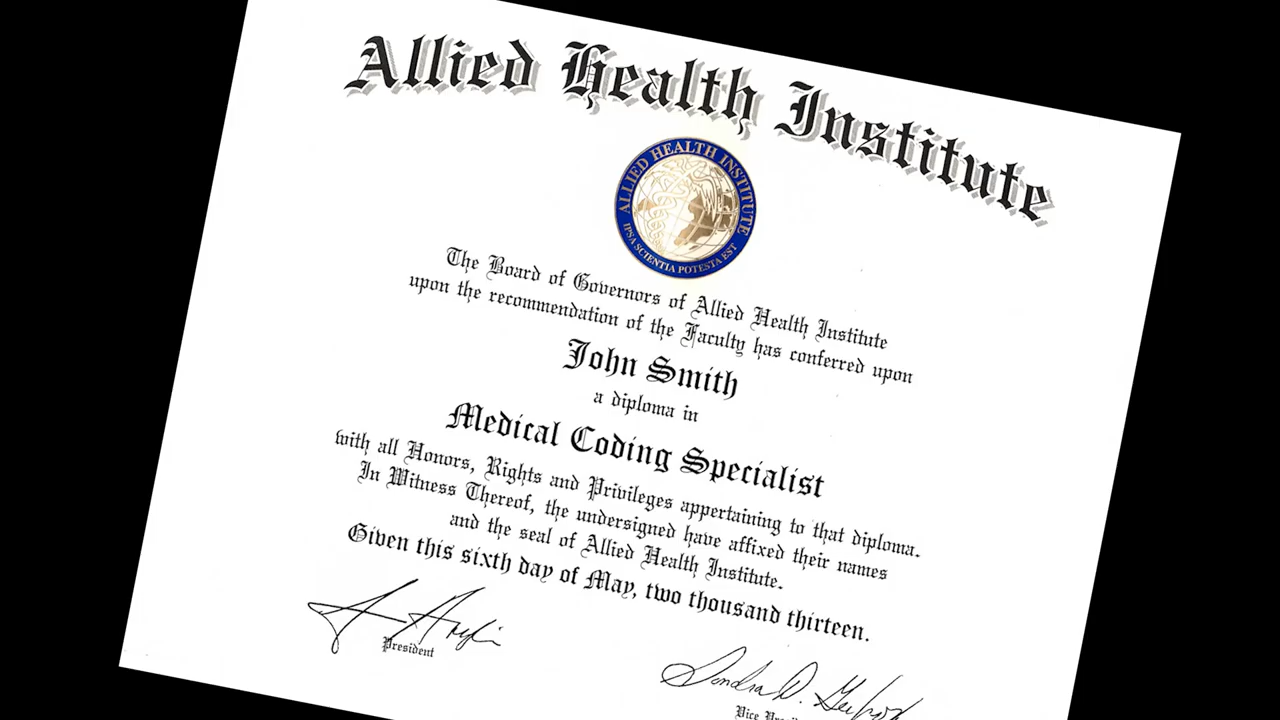 Allied Health Institute
ALLIED HEALTH INSTITUTE
IPSA SCIENTIA POTESTA EST
The Board of Governors of Allied Health Institute
upon the recommendation of the Faculty has conferred upon
John Smith
a diploma in
Medical Coding Specialist
with all Honors, Rights and Privileges appertaining to that diploma.
In Witness Thereof, the undersigned have affixed their names
and the seal of Allied Health Institute.
Given this sixth day of May, two thousand thirteen.
President
Sandra D.
Vice